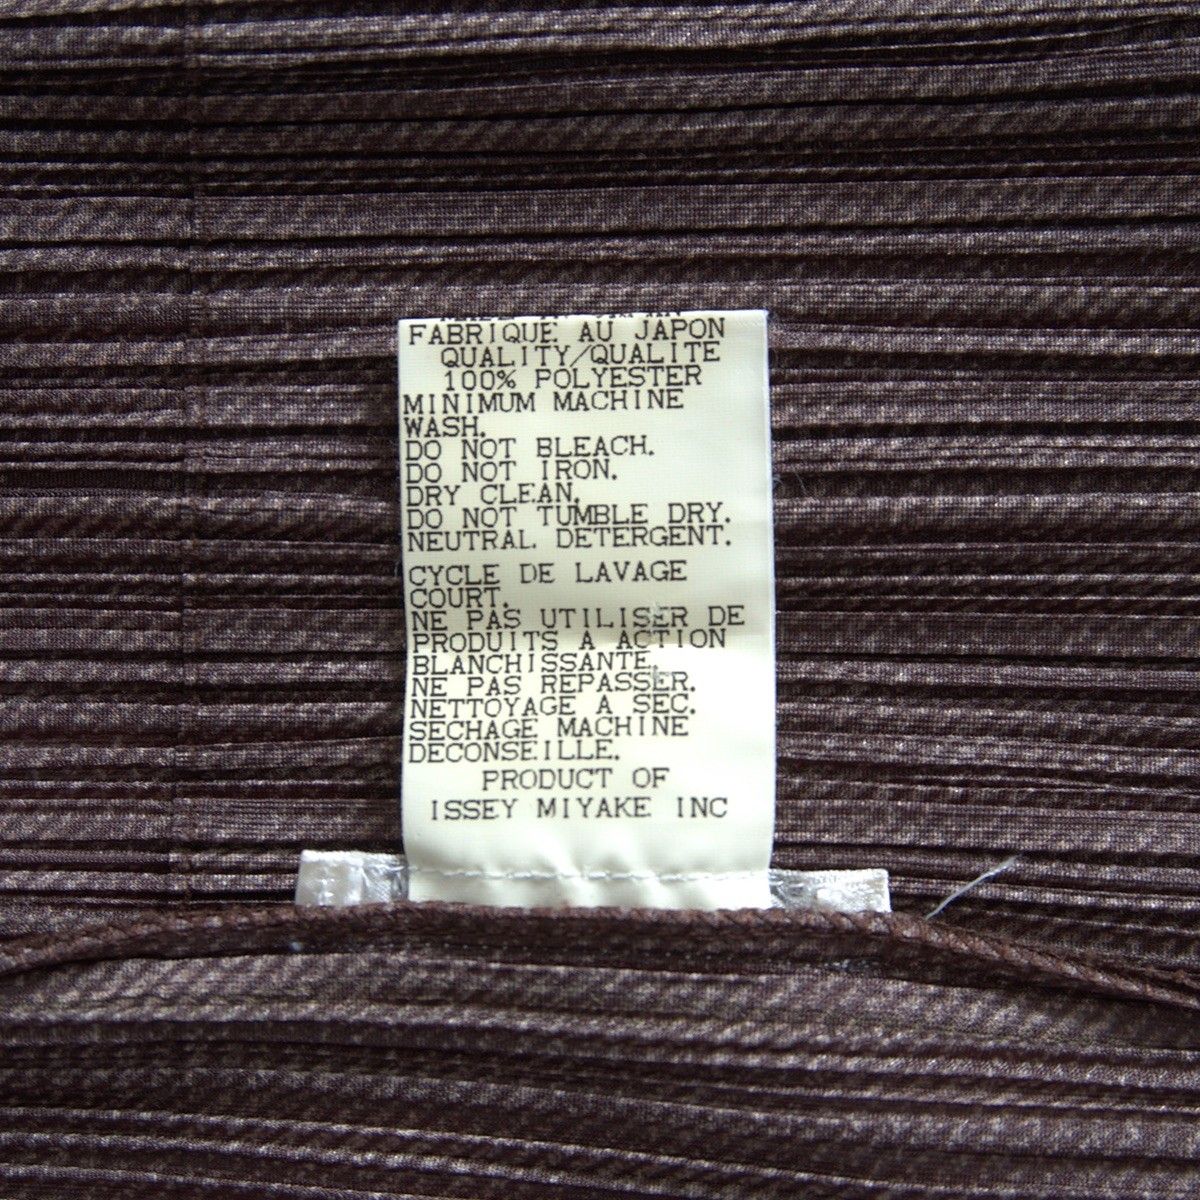 FABRIQUE AU JAPON
QUALITY/QUALITE
100% POLYESTER
MINIMUM MACHINE
WASH.
DO NOT BLEACH.
DO NOT IRON.
DRY CLEAN.
DO NOT TUMBLE DRY.
NEUTRAL DETERGENT.
CYCLE DE LAVAGE
COURT.
NE PAS UTILISER DE
PRODUITS A ACTION
BLANCHISSANTE.
NE PAS REPASSER.
NETTOYAGE A SEC.
SECHAGE MACHINE
DECONSEILLE.
PRODUCT OF
ISSEY MIYAKE INC